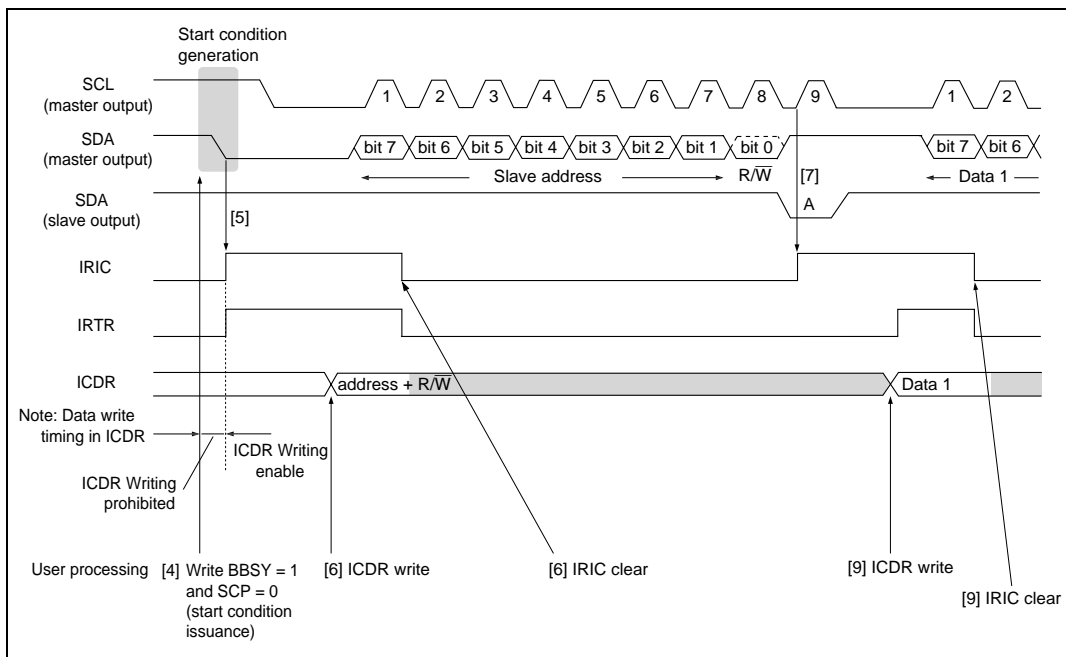 Start condition
generation
SCL
(master output)
1 2 3 4 5 6 7 8 9 1 2
SDA
(master output)
bit 7 bit 6 bit 5 bit 4 bit 3 bit 2 bit 1 bit 0 bit 7 bit 6
Slave address R/W̅ [7] Data 1
SDA
(slave output)
[5] A
IRIC
IRTR
ICDR address + R/W̅ Data 1
Note: Data write
timing in ICDR
ICDR Writing
enable
ICDR Writing
prohibited
User processing [4] Write BBSY = 1
and SCP = 0
(start condition
issuance)
[6] ICDR write [6] IRIC clear [9] ICDR write
[9] IRIC clear